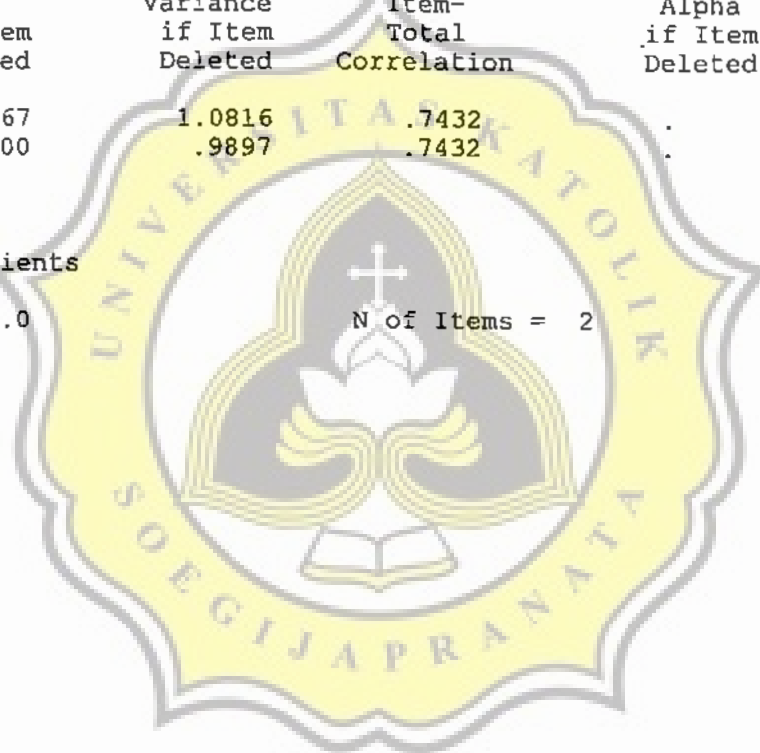 Variance Item- Alpha
em if Item Total if Item
ed Deleted Correlation Deleted
67 1.0816 .7432 .
00 .9897 .7432 .
ients
.0 N of Items = 2
UNIVERSITAS KATOLIK
SOEGIJAPRANATA